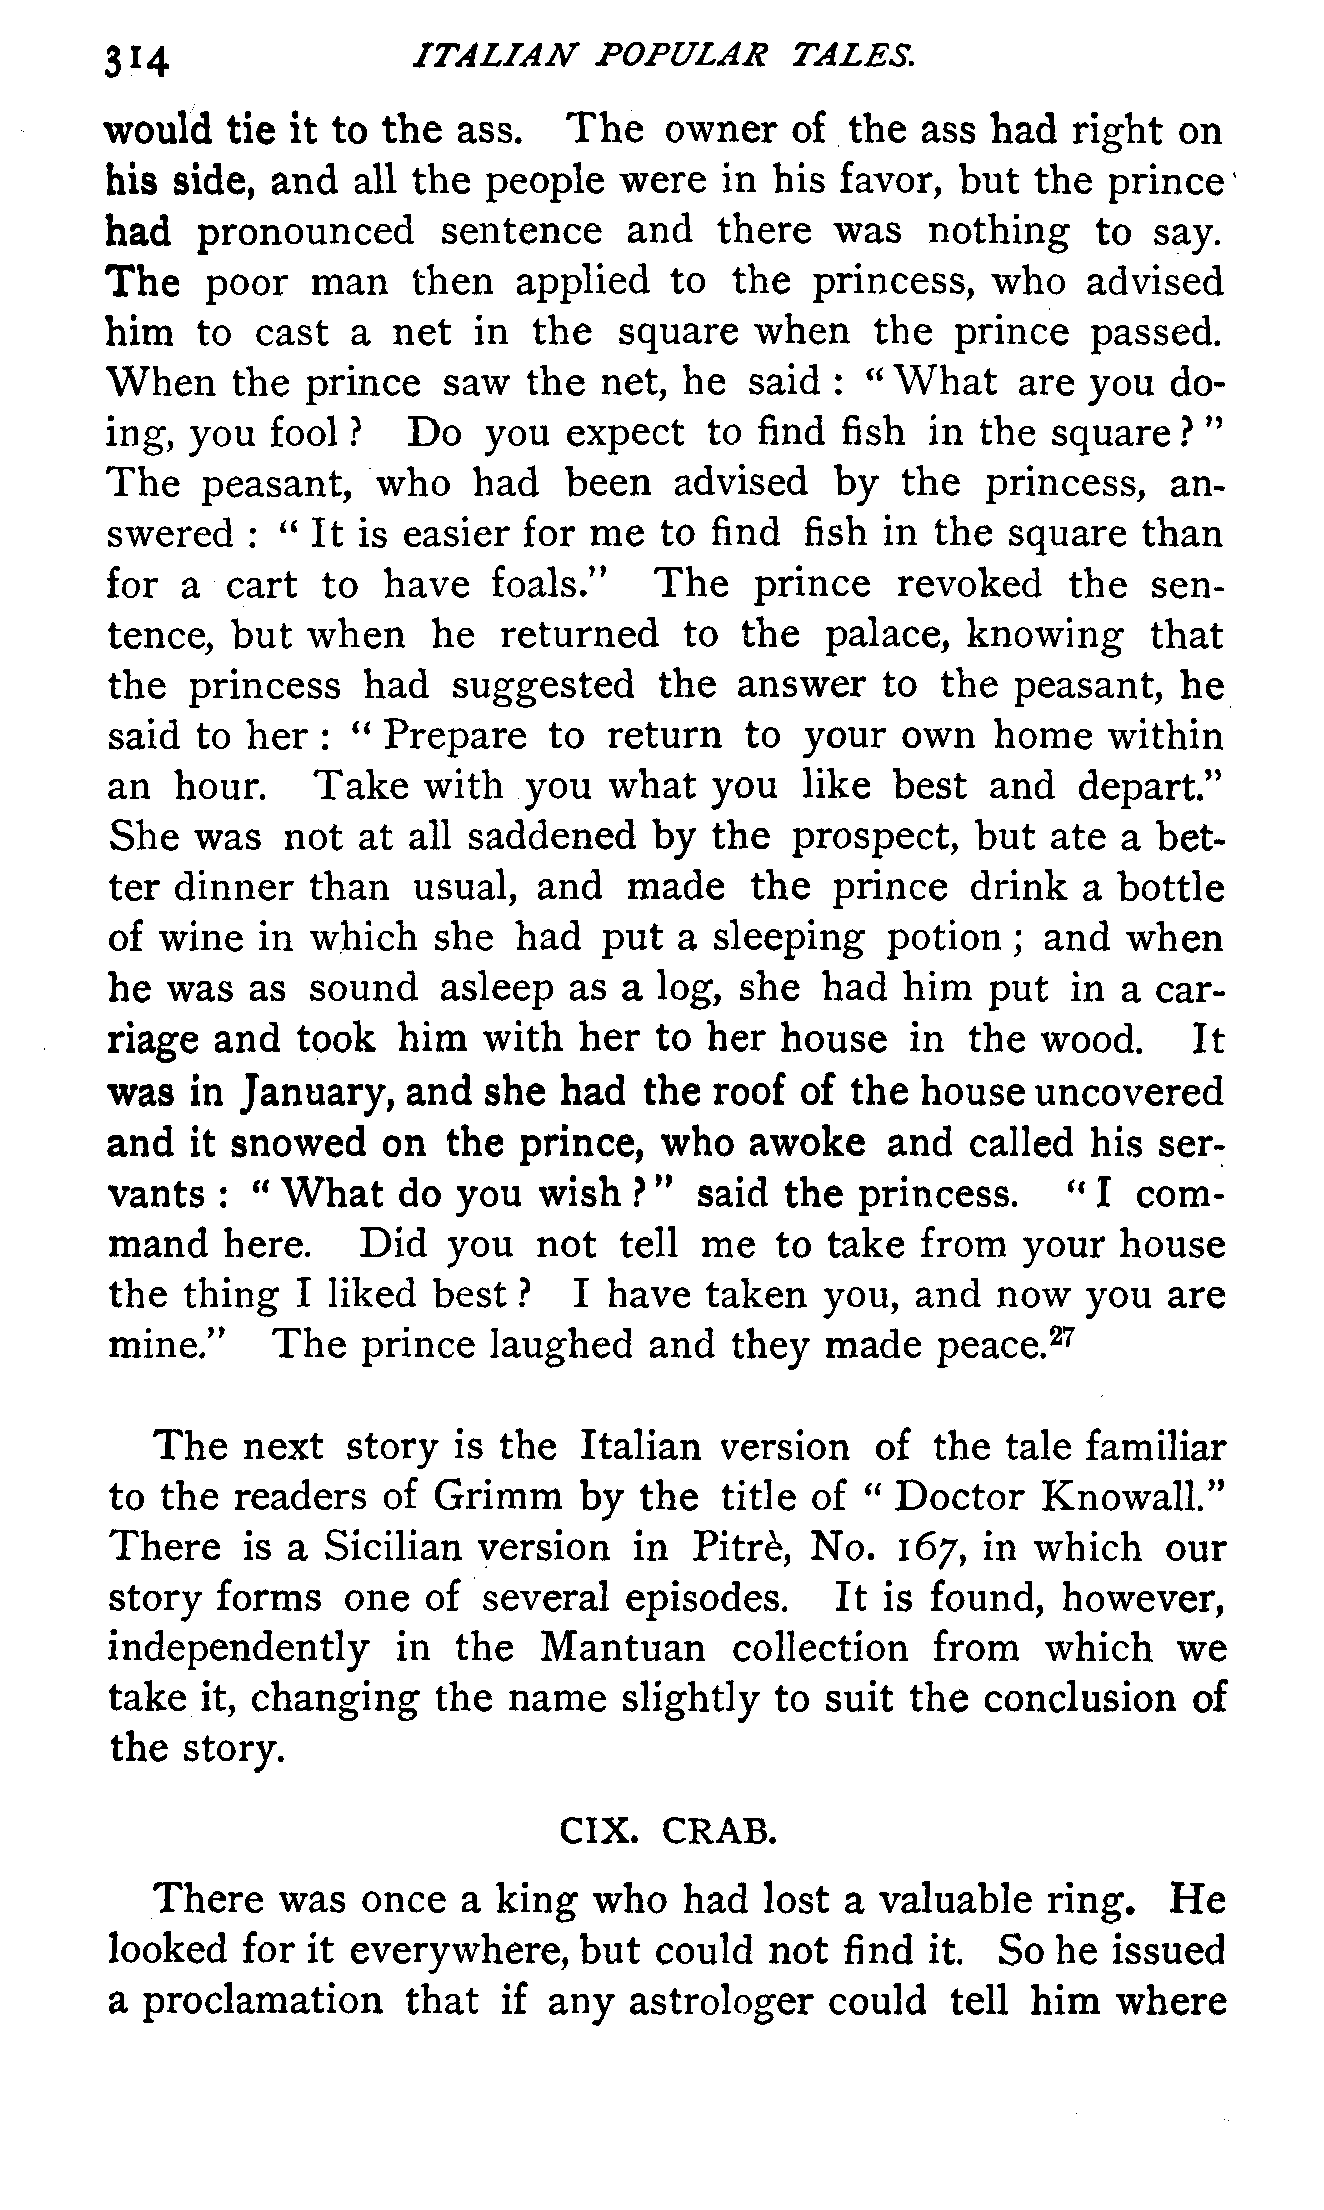 314 ITALIAN POPULAR TALES.
would tie it to the ass. The owner of the ass had right on
his side, and all the people were in his favor, but the prince
had pronounced sentence and there was nothing to say.
The poor man then applied to the princess, who advised
him to cast a net in the square when the prince passed.
When the prince saw the net, he said : “ What are you do-
ing, you fool ? Do you expect to find fish in the square ? ”
The peasant, who had been advised by the princess, an-
swered : “ It is easier for me to find fish in the square than
for a cart to have foals.” The prince revoked the sen-
tence, but when he returned to the palace, knowing that
the princess had suggested the answer to the peasant, he
said to her : “ Prepare to return to your own home within
an hour. Take with you what you like best and depart.”
She was not at all saddened by the prospect, but ate a bet-
ter dinner than usual, and made the prince drink a bottle
of wine in which she had put a sleeping potion ; and when
he was as sound asleep as a log, she had him put in a car-
riage and took him with her to her house in the wood. It
was in January, and she had the roof of the house uncovered
and it snowed on the prince, who awoke and called his ser-
vants : “ What do you wish ? ” said the princess. “ I com-
mand here. Did you not tell me to take from your house
the thing I liked best ? I have taken you, and now you are
mine.” The prince laughed and they made peace.²⁷
The next story is the Italian version of the tale familiar
to the readers of Grimm by the title of “ Doctor Knowall.”
There is a Sicilian version in Pitrè, No. 167, in which our
story forms one of several episodes. It is found, however,
independently in the Mantuan collection from which we
take it, changing the name slightly to suit the conclusion of
the story.
CIX. CRAB.
There was once a king who had lost a valuable ring. He
looked for it everywhere, but could not find it. So he issued
a proclamation that if any astrologer could tell him where